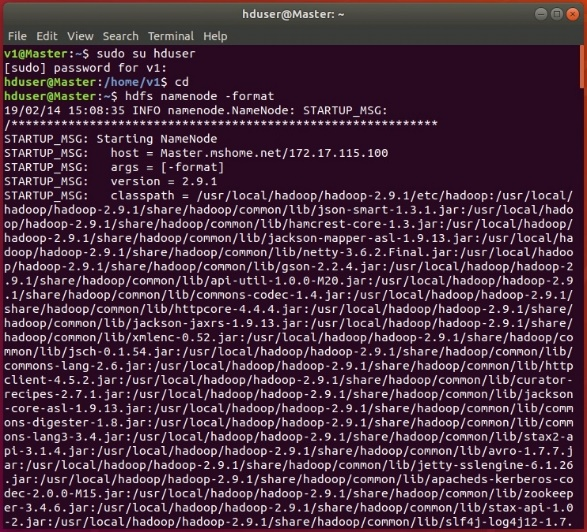 hduser@Master: ~
File Edit View Search Terminal Help
v1@Master:~$ sudo su hduser
[sudo] password for v1:
hduser@Master:/home/v1$ cd
hduser@Master:~$ hdfs namenode -format
19/02/14 15:08:35 INFO namenode.NameNode: STARTUP_MSG:
/************************************************************
STARTUP_MSG: Starting NameNode
STARTUP_MSG:   host = Master.mshome.net/172.17.115.100
STARTUP_MSG:   args = [-format]
STARTUP_MSG:   version = 2.9.1
STARTUP_MSG:   classpath = /usr/local/hadoop/hadoop-2.9.1/etc/hadoop:/usr/local/
hadoop/hadoop-2.9.1/share/hadoop/common/lib/json-smart-1.3.1.jar:/usr/local/hado
op/hadoop-2.9.1/share/hadoop/common/lib/hamcrest-core-1.3.jar:/usr/local/hadoop/
hadoop-2.9.1/share/hadoop/common/lib/jackson-mapper-asl-1.9.13.jar:/usr/local/ha
doop/hadoop-2.9.1/share/hadoop/common/lib/netty-3.6.2.Final.jar:/usr/local/hadoo
p/hadoop-2.9.1/share/hadoop/common/lib/gson-2.2.4.jar:/usr/local/hadoop/hadoop-2
.9.1/share/hadoop/common/lib/api-util-1.0.0-M20.jar:/usr/local/hadoop/hadoop-2.9
.1/share/hadoop/common/lib/commons-codec-1.4.jar:/usr/local/hadoop/hadoop-2.9.1/
share/hadoop/common/lib/httpcore-4.4.4.jar:/usr/local/hadoop/hadoop-2.9.1/share/
hadoop/common/lib/jackson-jaxrs-1.9.13.jar:/usr/local/hadoop/hadoop-2.9.1/share/
hadoop/common/lib/xmlenc-0.52.jar:/usr/local/hadoop/hadoop-2.9.1/share/hadoop/co
mmon/lib/jsch-0.1.54.jar:/usr/local/hadoop/hadoop-2.9.1/share/hadoop/common/lib/
commons-lang-2.6.jar:/usr/local/hadoop/hadoop-2.9.1/share/hadoop/common/lib/http
client-4.5.2.jar:/usr/local/hadoop/hadoop-2.9.1/share/hadoop/common/lib/curator-
recipes-2.7.1.jar:/usr/local/hadoop/hadoop-2.9.1/share/hadoop/common/lib/jackson
-core-asl-1.9.13.jar:/usr/local/hadoop/hadoop-2.9.1/share/hadoop/common/lib/comm
ons-digester-1.8.jar:/usr/local/hadoop/hadoop-2.9.1/share/hadoop/common/lib/comm
ons-lang3-3.4.jar:/usr/local/hadoop/hadoop-2.9.1/share/hadoop/common/lib/stax2-a
pi-3.1.4.jar:/usr/local/hadoop/hadoop-2.9.1/share/hadoop/common/lib/avro-1.7.7.j
ar:/usr/local/hadoop/hadoop-2.9.1/share/hadoop/common/lib/jetty-sslengine-6.1.26
.jar:/usr/local/hadoop/hadoop-2.9.1/share/hadoop/common/lib/apacheds-kerberos-co
dec-2.0.0-M15.jar:/usr/local/hadoop/hadoop-2.9.1/share/hadoop/common/lib/zookeep
er-3.4.6.jar:/usr/local/hadoop/hadoop-2.9.1/share/hadoop/common/lib/stax-api-1.0
-2.jar:/usr/local/hadoop/hadoop-2.9.1/share/hadoop/common/lib/slf4j-log4j12-1.7.